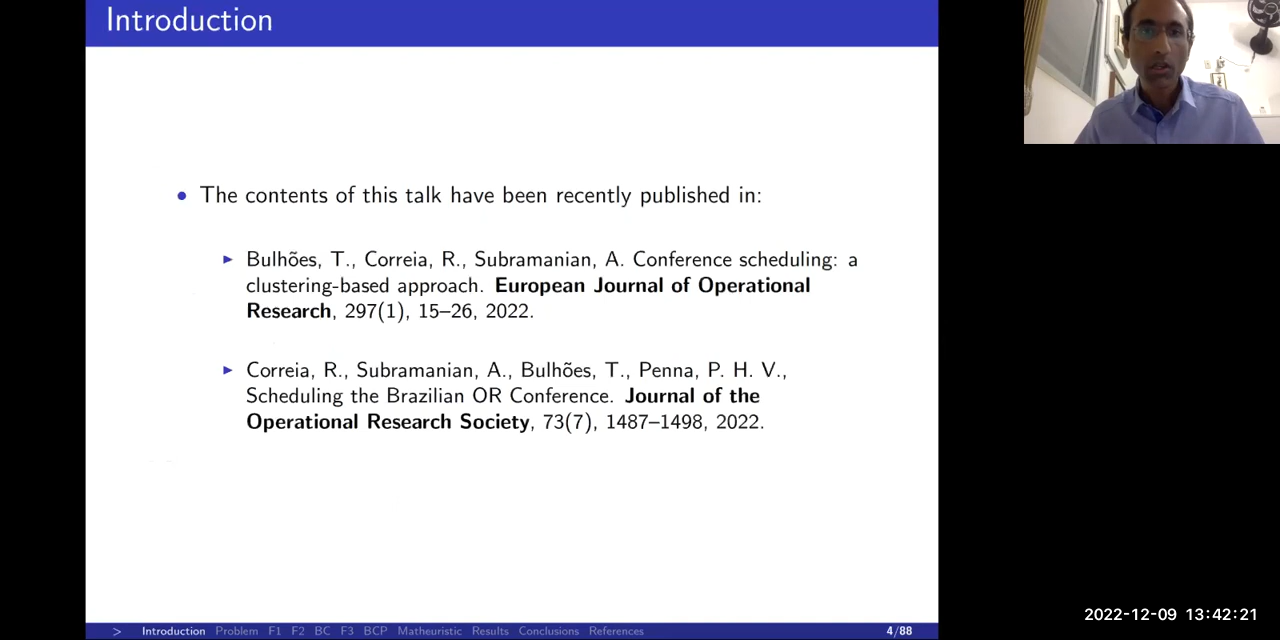 Introduction
• The contents of this talk have been recently published in:
▶ Bulhões, T., Correia, R., Subramanian, A. Conference scheduling: a
clustering-based approach. European Journal of Operational
Research, 297(1), 15–26, 2022.
▶ Correia, R., Subramanian, A., Bulhões, T., Penna, P. H. V.,
Scheduling the Brazilian OR Conference. Journal of the
Operational Research Society, 73(7), 1487–1498, 2022.
2022-12-09 13:42:21
> Introduction Problem F1 F2 BC F3 BCP Matheuristic Results Conclusions References 4/88